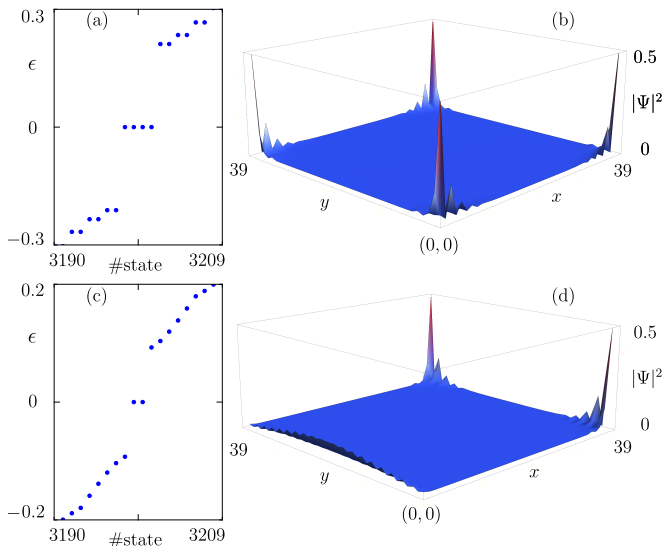 0.3
(a)
(b)
ϵ
0
−0.3
3190
#state
3209
0.5
|Ψ|²
0
39
39
y
x
(0, 0)
0.2
(c)
(d)
ϵ
0
−0.2
3190
#state
3209
0.5
|Ψ|²
0
39
39
y
x
(0, 0)